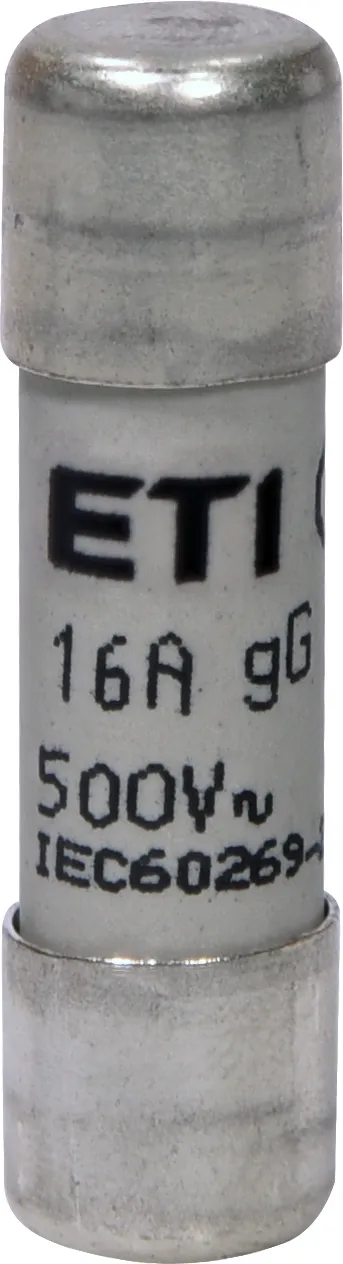 ETI
16A gG
500V~
IEC60269-